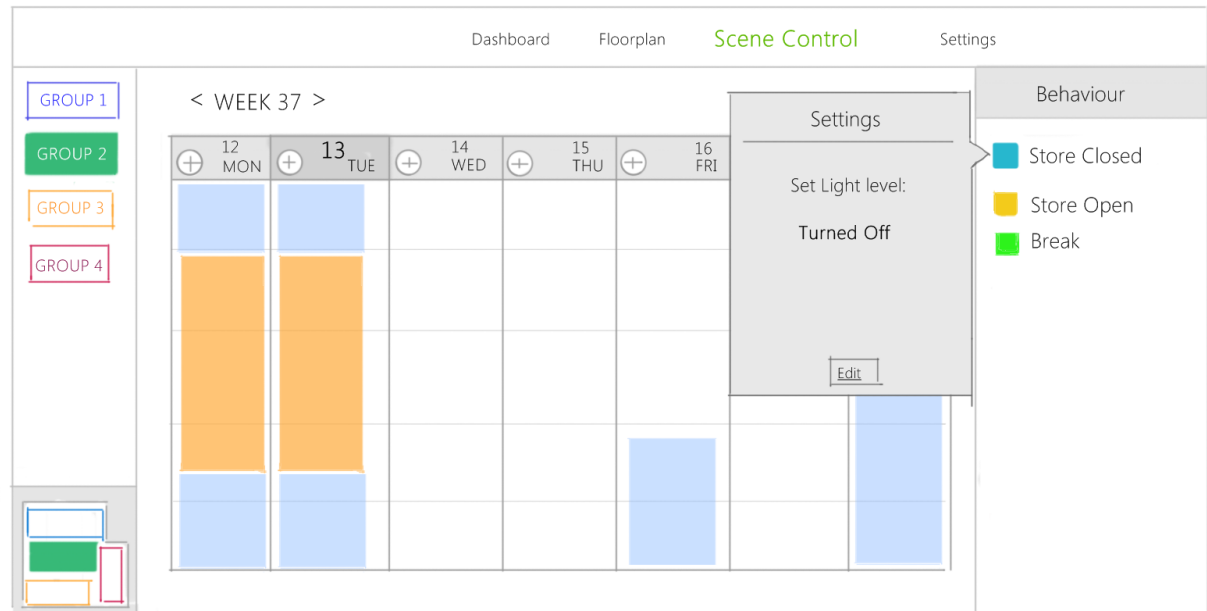 Dashboard Floorplan Scene Control Settings
GROUP 1
GROUP 2
GROUP 3
GROUP 4
< WEEK 37 >
12 MON
13 TUE
14 WED
15 THU
16 FRI
Settings
Set Light level:
Turned Off
Edit
Behaviour
Store Closed
Store Open
Break